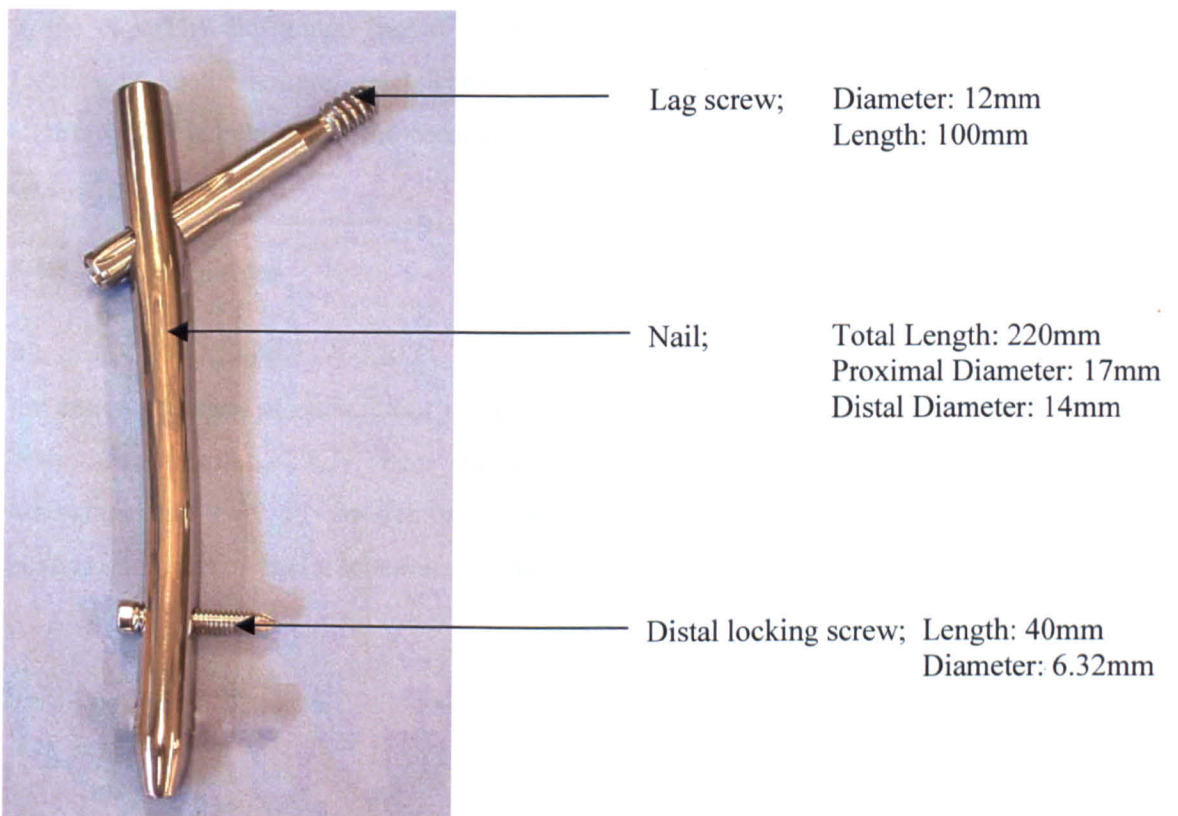 Lag screw; Diameter: 12mm
Length: 100mm
Nail; Total Length: 220mm
Proximal Diameter: 17mm
Distal Diameter: 14mm
Distal locking screw; Length: 40mm
Diameter: 6.32mm